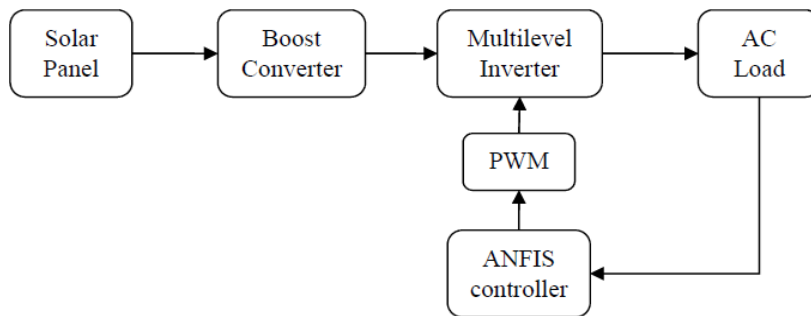 Solar
Panel
Boost
Converter
Multilevel
Inverter
AC
Load
PWM
ANFIS
controller